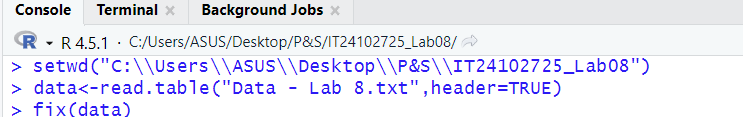 Console Terminal Background Jobs
R 4.5.1 · C:/Users/ASUS/Desktop/P&S/IT24102725_Lab08/
> setwd("C:\\Users\\ASUS\\Desktop\\P&S\\IT24102725_Lab08")
> data<-read.table("Data - Lab 8.txt",header=TRUE)
> fix(data)